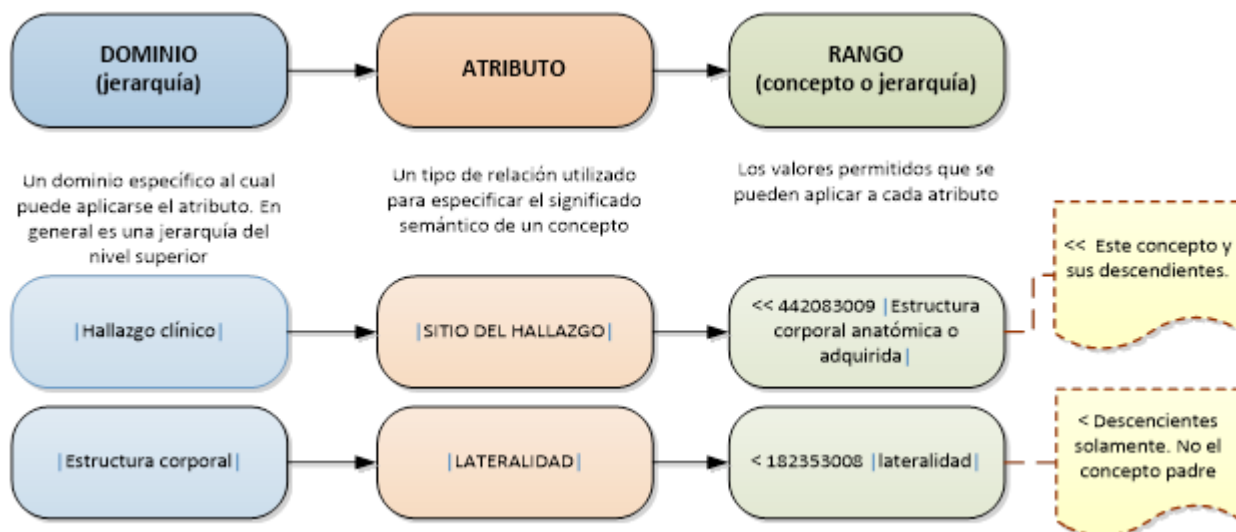 DOMINIO
(jerarquía)
ATRIBUTO
RANGO
(concepto o jerarquía)
Un dominio específico al cual
puede aplicarse el atributo. En
general es una jerarquía del
nivel superior
Un tipo de relación utilizado
para especificar el significado
semántico de un concepto
Los valores permitidos que se
pueden aplicar a cada atributo
<< Este concepto y
sus descendientes.
|Hallazgo clínico|
|SITIO DEL HALLAZGO|
<< 442083009 |Estructura
corporal anatómica o
adquirida|
|Estructura corporal|
|LATERALIDAD|
< 182353008 |lateralidad|
< Descencientes
solamente. No el
concepto padre